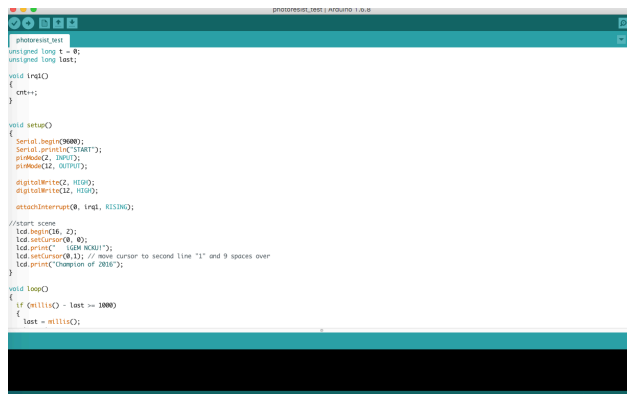 photoresist_test | Arduino 1.6.8
photoresist_test
unsigned long t = 0;
unsigned long last;
void irq1()
{
cnt++;
}
void setup()
{
Serial.begin(9600);
Serial.println("START");
pinMode(2, INPUT);
pinMode(12, OUTPUT);
digitalWrite(2, HIGH);
digitalWrite(12, HIGH);
attachInterrupt(0, irq1, RISING);
//start scene
lcd.begin(16, 2);
lcd.setCursor(0, 0);
lcd.print("   iGEM NCKU!");
lcd.setCursor(0,1); // move cursor to second line "1" and 9 spaces over
lcd.print("Champion of 2016");
}
void loop()
{
if (millis() - last >= 1000)
{
last = millis();